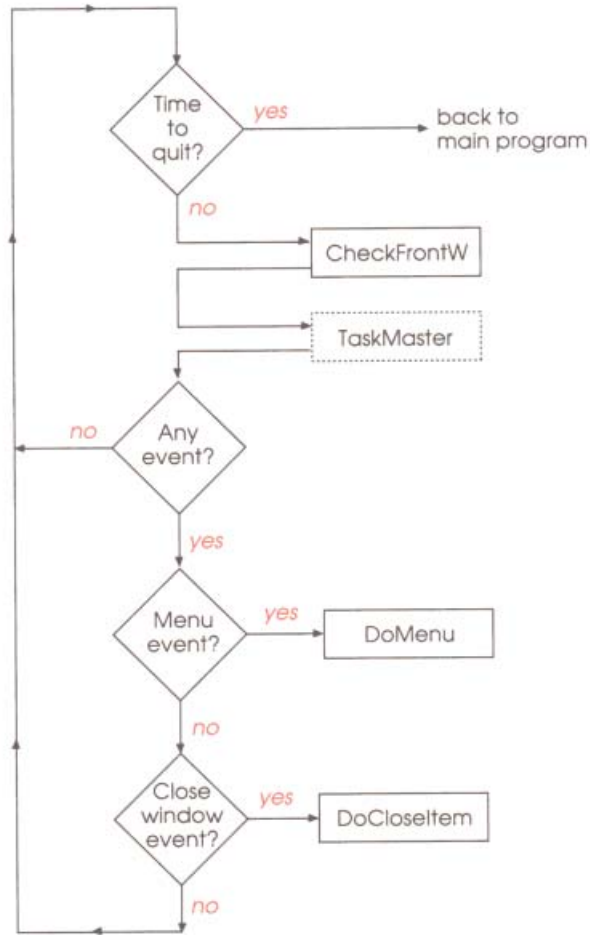 Time
to
quit?
yes
back to
main program
no
CheckFrontW
TaskMaster
no
Any
event?
yes
Menu
event?
yes
DoMenu
no
Close
window
event?
yes
DoCloseItem
no